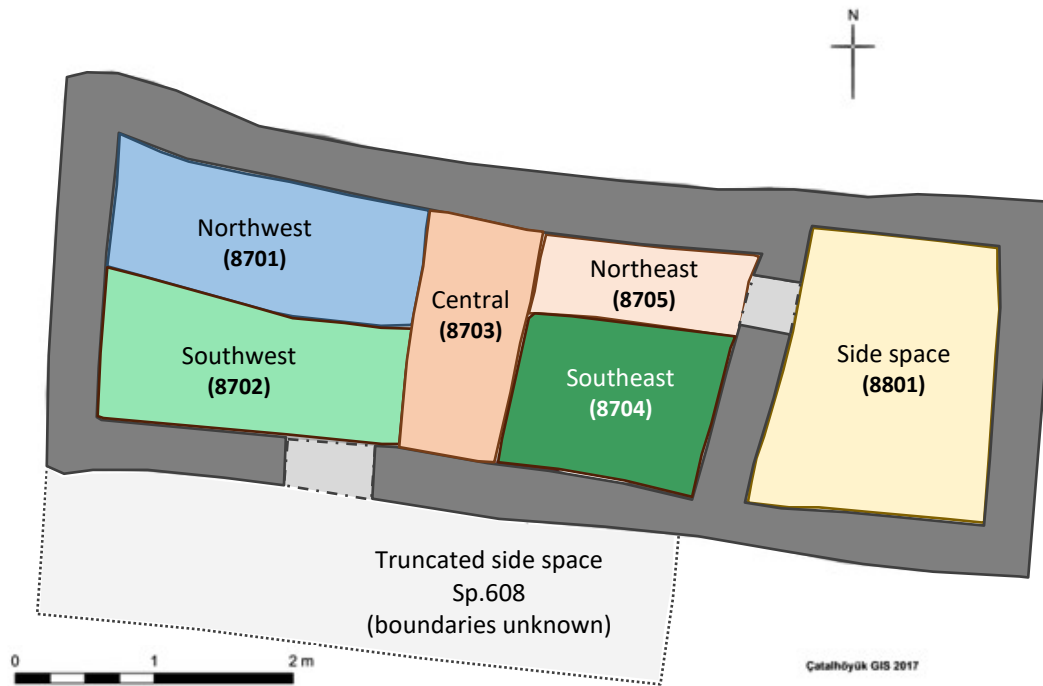 N
Northwest
(8701)
Northeast
(8705)
Central
(8703)
Side space
(8801)
Southwest
(8702)
Southeast
(8704)
Truncated side space
Sp.608
(boundaries unknown)
0 1 2 m
Çatalhöyük GIS 2017